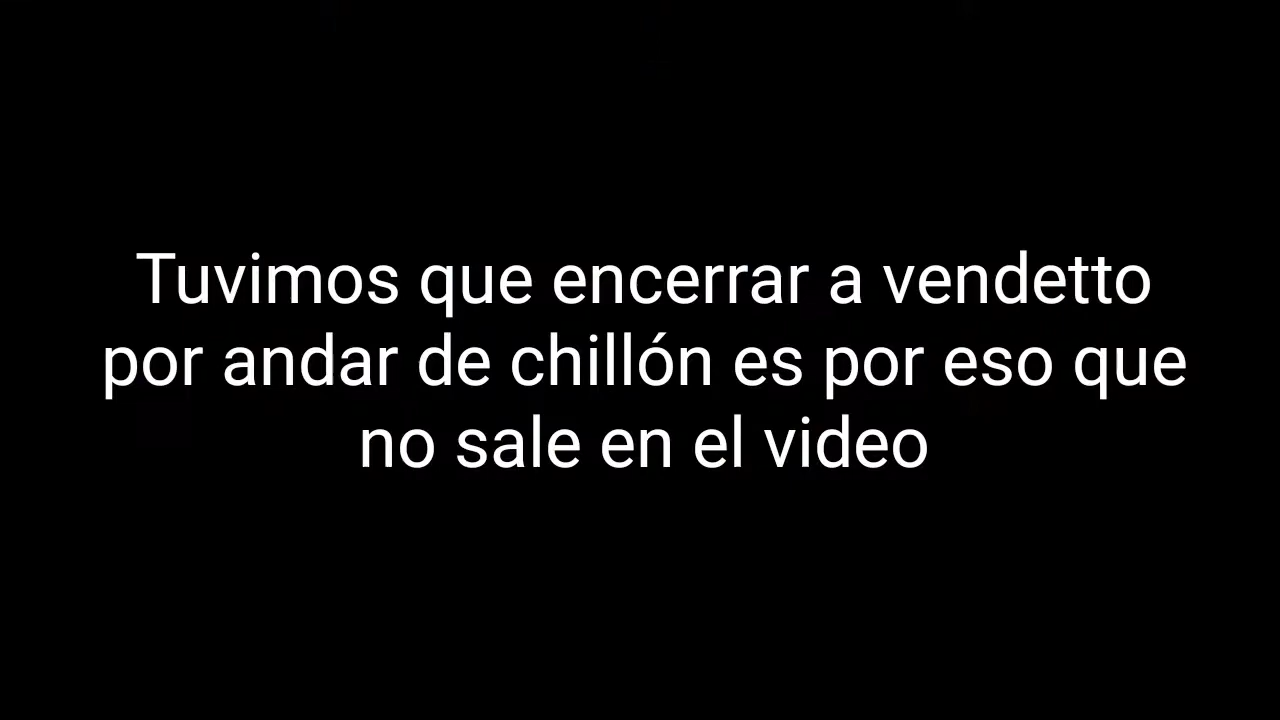 Tuvimos que encerrar a vendetto
por andar de chillón es por eso que
no sale en el video